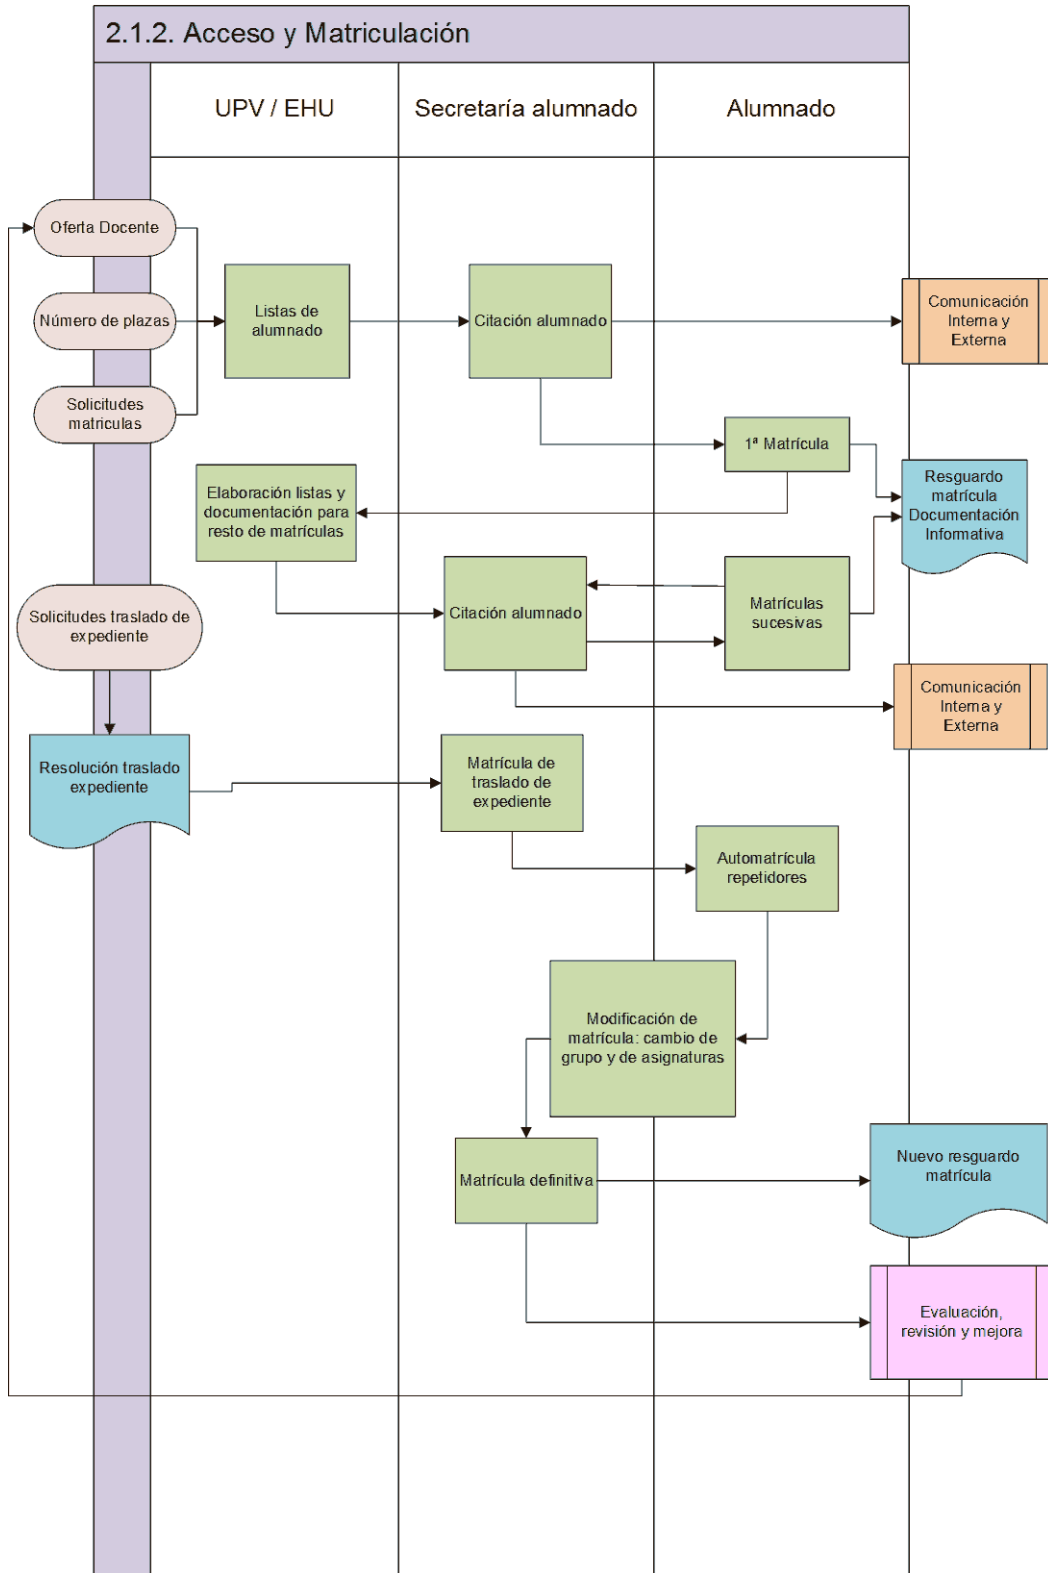 2.1.2. Acceso y Matriculación
UPV / EHU
Secretaría alumnado
Alumnado
Oferta Docente
Número de plazas
Solicitudes
matriculas
Listas de
alumnado
Citación alumnado
Comunicación
Interna y
Externa
1ª Matrícula
Resguardo
matrícula
Documentación
Informativa
Elaboración listas y
documentación para
resto de matrículas
Solicitudes traslado de
expediente
Citación alumnado
Matrículas
sucesivas
Comunicación
Interna y
Externa
Resolución traslado
expediente
Matrícula de
traslado de
expediente
Automatrícula
repetidores
Modificación de
matrícula: cambio de
grupo y de asignaturas
Matrícula definitiva
Nuevo resguardo
matrícula
Evaluación,
revisión y mejora